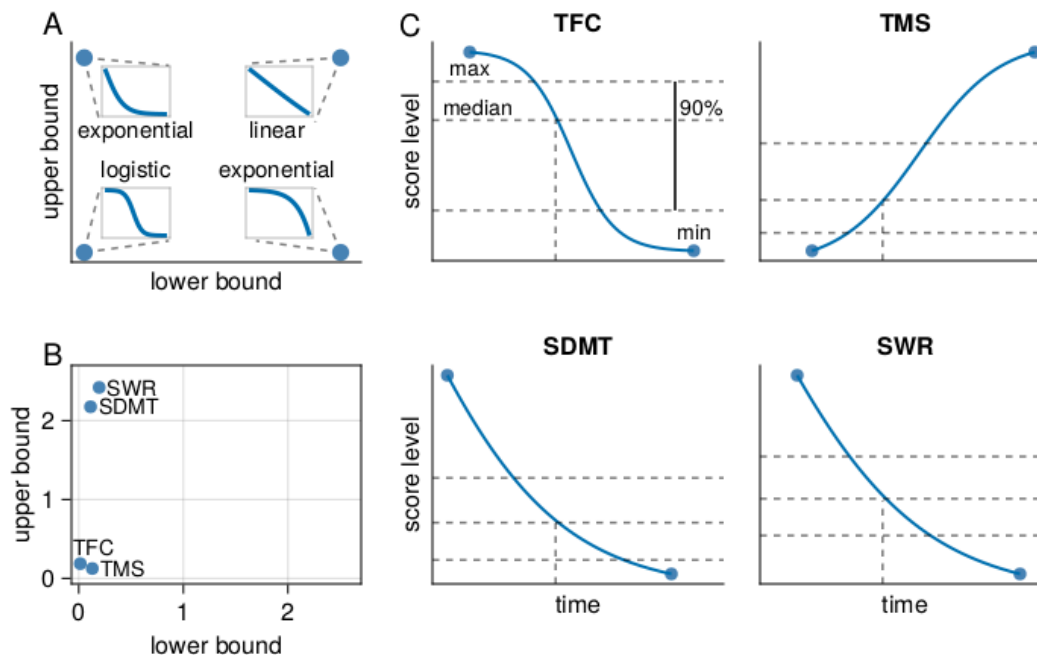 A
exponential
linear
logistic
exponential
upper bound
lower bound
B
SWR
SDMT
TFC
TMS
2
1
0
0
1
2
upper bound
lower bound
C
TFC
max
median
90%
min
score level
TMS
SDMT
score level
time
SWR
time